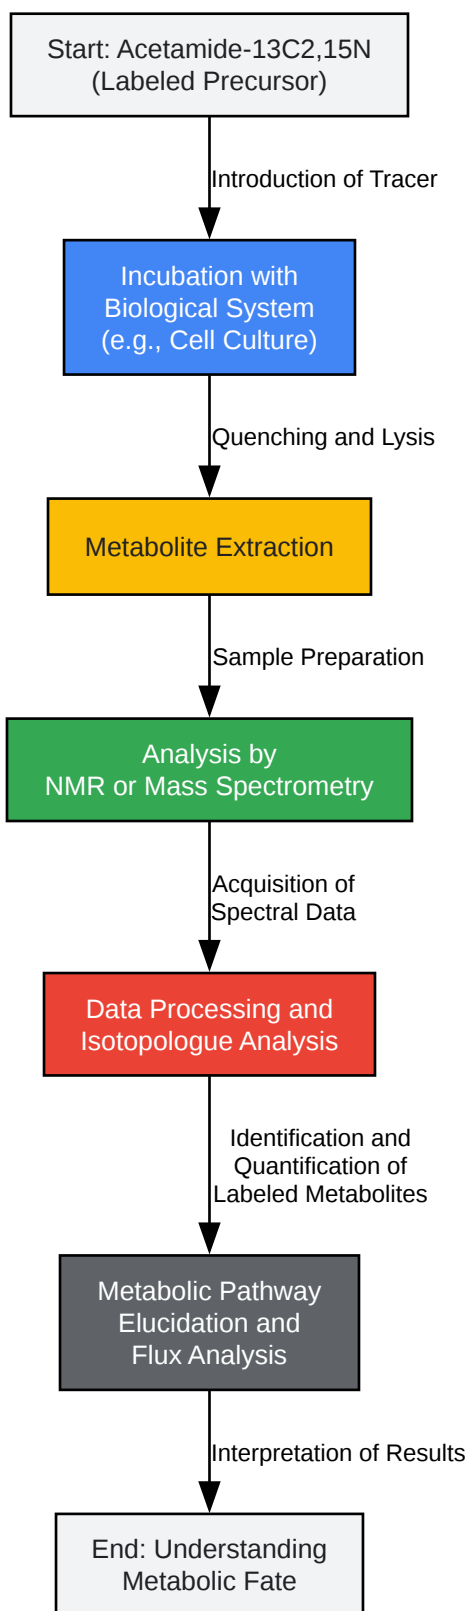 Start: Acetamide-13C2,15N
(Labeled Precursor)
Introduction of Tracer
Incubation with
Biological System
(e.g., Cell Culture)
Quenching and Lysis
Metabolite Extraction
Sample Preparation
Analysis by
NMR or Mass Spectrometry
Acquisition of
Spectral Data
Data Processing and
Isotopologue Analysis
Identification and
Quantification of
Labeled Metabolites
Metabolic Pathway
Elucidation and
Flux Analysis
Interpretation of Results
End: Understanding
Metabolic Fate